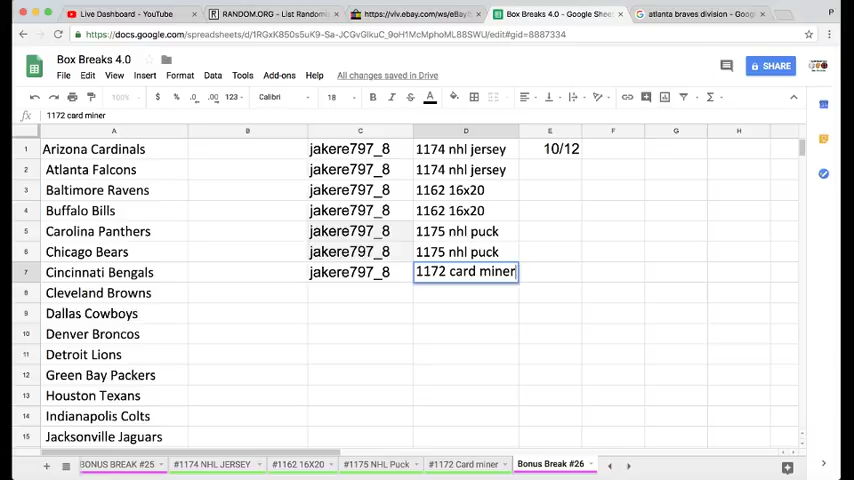 Live Dashboard - YouTube
RANDOM.ORG - List Randomi
https://viv.ebay.com/ws/eBay
Box Breaks 4.0 - Google Sheet
atlanta braves division - Goog
P
https://docs.google.com/spreadsheets/d/1RGxK850s5uK9-Sa-JCGvGlkuC_9oH1McMphoML88SWU/edit#gid=8887334
Box Breaks 4.0
File Edit View Insert Format Data Tools Add-ons Help All changes saved in Drive
SHARE
100% $ % .0 .00 123 Calibri 18 B I S A
fx 1172 card miner
A B C D E F G H
1 Arizona Cardinals jakere797_8 1174 nhl jersey 10/12
2 Atlanta Falcons jakere797_8 1174 nhl jersey
3 Baltimore Ravens jakere797_8 1162 16x20
4 Buffalo Bills jakere797_8 1162 16x20
5 Carolina Panthers jakere797_8 1175 nhl puck
6 Chicago Bears jakere797_8 1175 nhl puck
7 Cincinnati Bengals jakere797_8 1172 card miner
8 Cleveland Browns
9 Dallas Cowboys
10 Denver Broncos
11 Detroit Lions
12 Green Bay Packers
13 Houston Texans
14 Indianapolis Colts
15 Jacksonville Jaguars
BONUS BREAK #25 #1174 NHL JERSEY #1162 16X20 #1175 NHL Puck #1172 Card miner Bonus Break #26